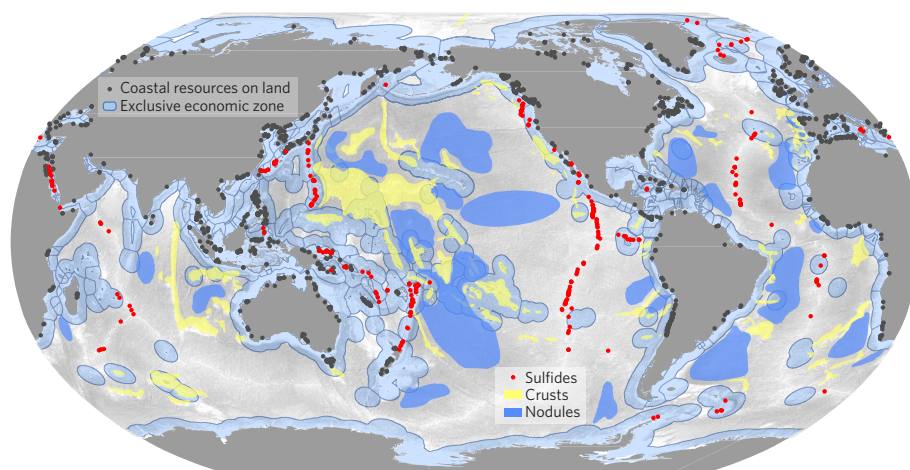 Coastal resources on land
Exclusive economic zone
Sulfides
Crusts
Nodules